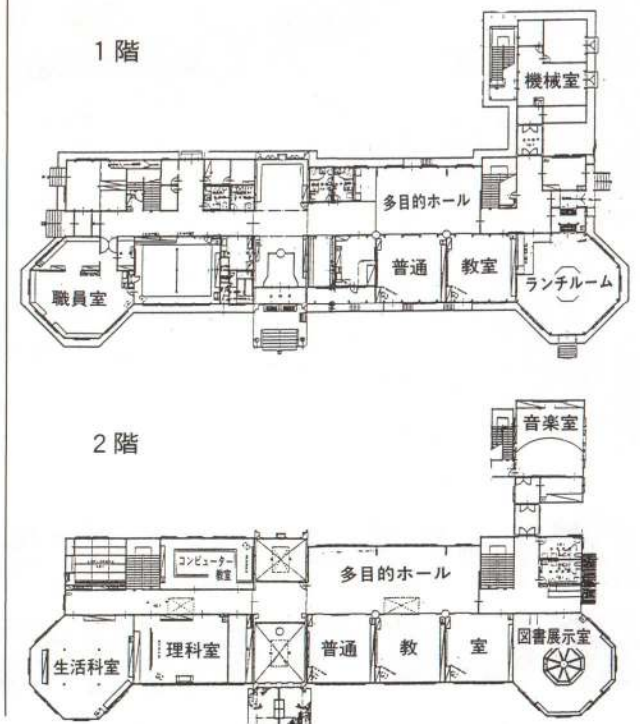 1階
機械室
多目的ホール
職員室
普通 教室
ランチルーム
2階
音楽室
コンピューター
教室
多目的ホール
生活科室
理科室
普通 教 室
図書展示室